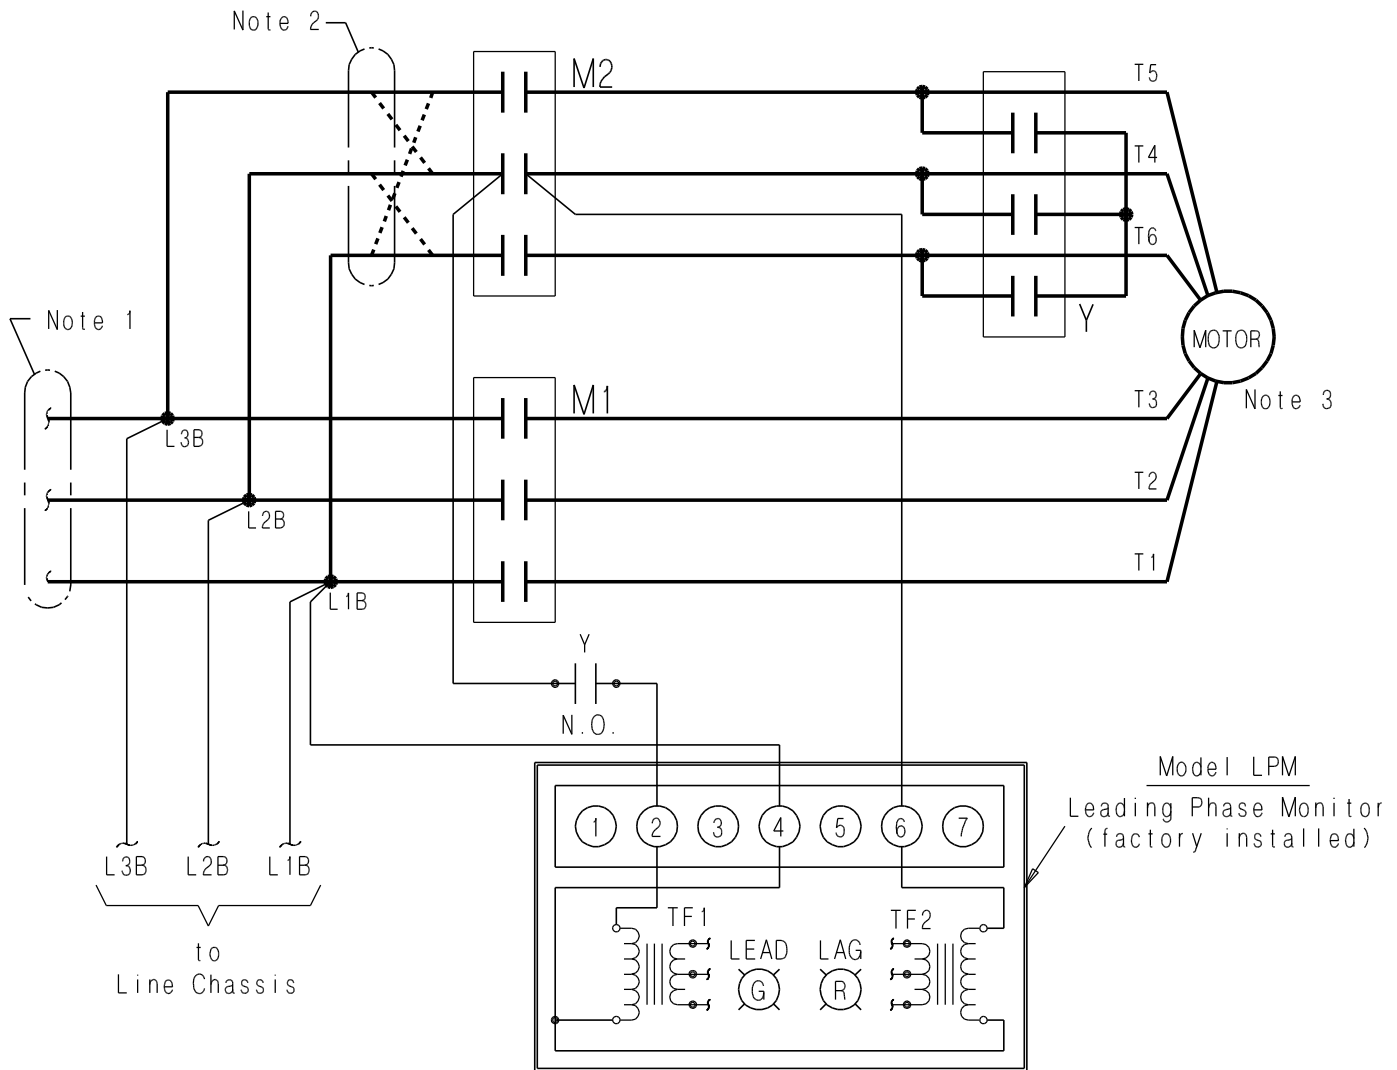 Note 2
M2
T5
T4
T6
Y
Note 1
MOTOR
Note 3
M1
T3
L3B
T2
L2B
T1
L1B
Y
N.O.
Model LPM
Leading Phase Monitor
(factory installed)
1 2 3 4 5 6 7
L3B L2B L1B
TF1 TF2
LEAD LAG
G R
to
Line Chassis